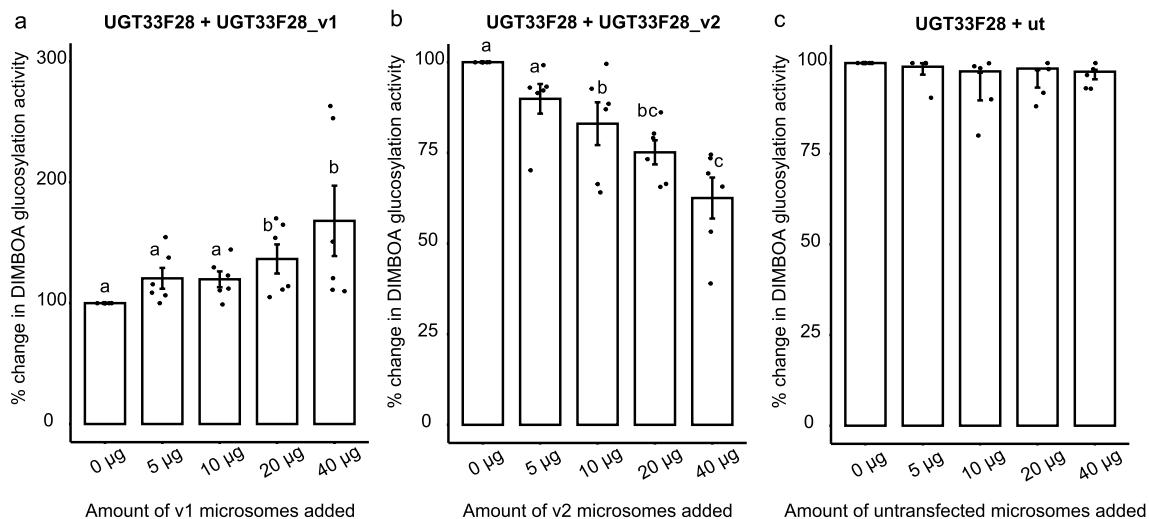 a
UGT33F28 + UGT33F28_v1
% change in DIMBOA glucosylation activity
300
200
100
0
a
a
a
b
b
0 µg
5 µg
10 µg
20 µg
40 µg
Amount of v1 microsomes added
b
UGT33F28 + UGT33F28_v2
% change in DIMBOA glucosylation activity
100
75
50
25
0
a
a
b
bc
c
0 µg
5 µg
10 µg
20 µg
40 µg
Amount of v2 microsomes added
c
UGT33F28 + ut
% change in DIMBOA glucosylation activity
100
75
50
25
0
0 µg
5 µg
10 µg
20 µg
40 µg
Amount of untransfected microsomes added